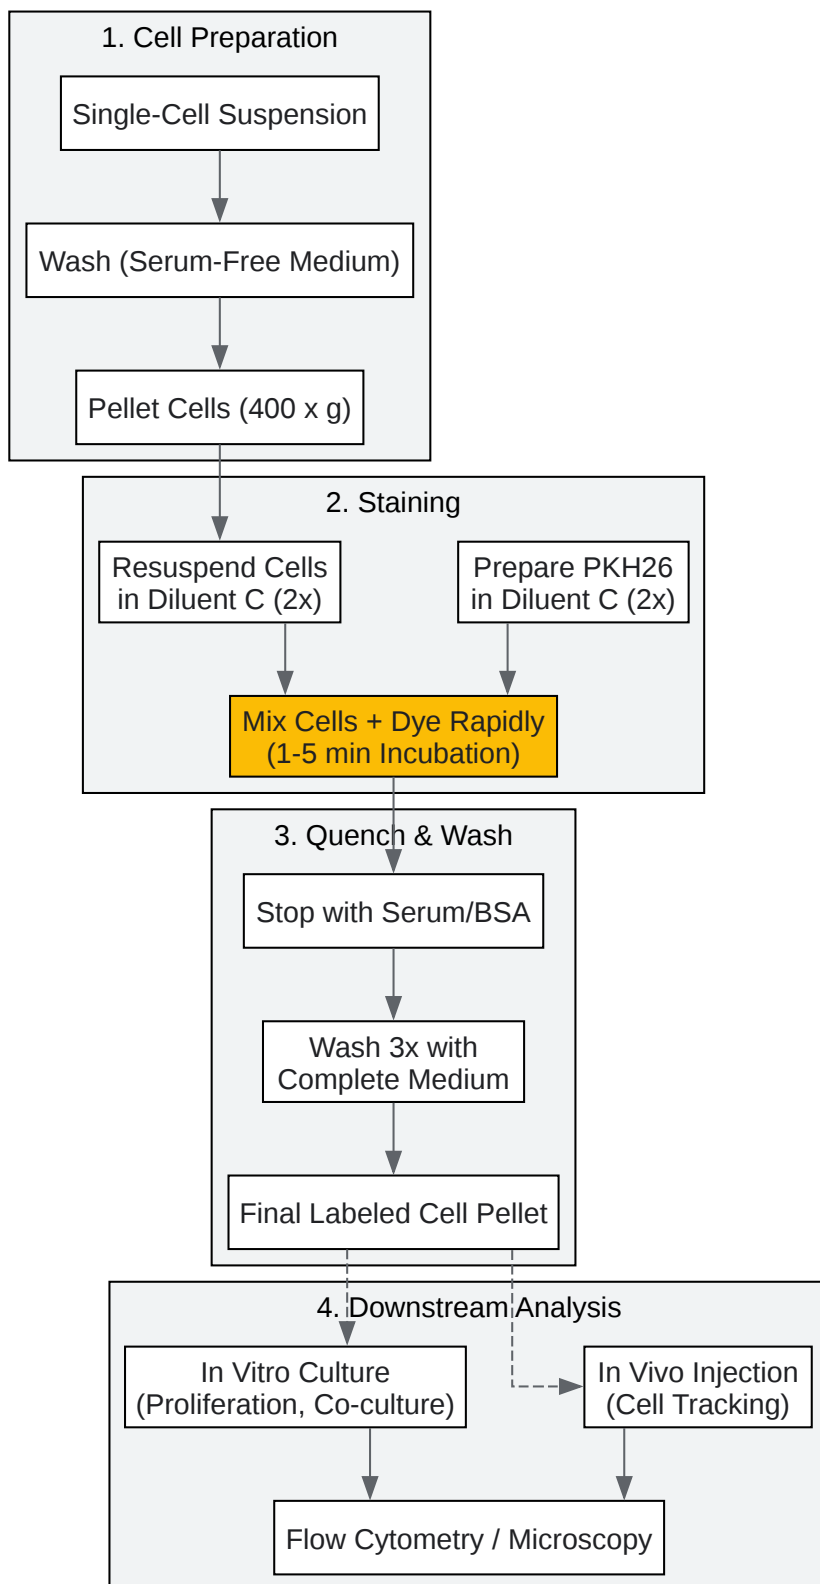 1. Cell Preparation
Single-Cell Suspension
Wash (Serum-Free Medium)
Pellet Cells (400 x g)
2. Staining
Resuspend Cells
in Diluent C (2x)
Prepare PKH26
in Diluent C (2x)
Mix Cells + Dye Rapidly
(1-5 min Incubation)
3. Quench & Wash
Stop with Serum/BSA
Wash 3x with
Complete Medium
Final Labeled Cell Pellet
4. Downstream Analysis
In Vitro Culture
(Proliferation, Co-culture)
In Vivo Injection
(Cell Tracking)
Flow Cytometry / Microscopy